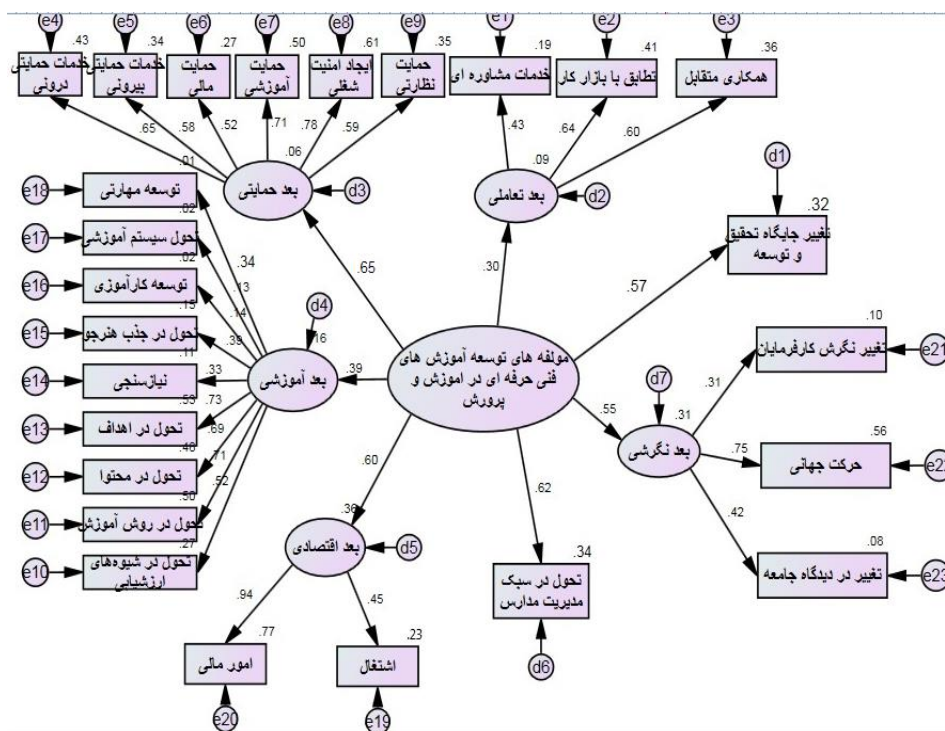 e4
e5
e6
e7
e8
e9
e1
e2
e3
.43
.34
.27
.50
.61
.35
.19
.41
.36
خدمات حمایتی
درونی
خدمات حمایتی
بیرونی
حمایت
مالی
حمایت
آموزشی
ایجاد امنیت
شغلی
حمایت
نظارتی
خدمات مشاوره ای
تطابق با بازار کار
همکاری متقابل
.65
.58
.52
.71
.78
.59
.43
.64
.60
.06
بعد حمایتی
d3
.09
بعد تعاملی
d2
d1
.32
تغییر جایگاه تحقیق
و توسعه
.65
.30
.57
.01
e18
توسعه مهارتی
.02
e17
تحول سیستم آموزشی
.02
e16
توسعه کارآموزی
.15
e15
تحول در جذب هنرجو
.11
e14
نیازسنجی
.53
e13
تحول در اهداف
.48
e12
تحول در محتوا
.50
e11
تحول در روش آموزش
.27
e10
تحول در شیوه‌های
ارزشیابی
.34
.13
.14
.39
.33
.73
.69
.71
.52
d4
.16
بعد آموزشی
.39
مولفه های توسعه آموزش های
فنی حرفه ای در اموزش و
پرورش
.55
d7
.31
بعد نگرشی
.31
.75
.42
.10
تغییر نگرش کارفرمایان
e21
.56
حرکت جهانی
e22
.08
تغییر در دیدگاه جامعه
e23
.60
.36
بعد اقتصادی
d5
.94
.45
.77
امور مالی
e20
.23
اشتغال
e19
.62
.34
تحول در سبک
مدیریت مدارس
d6